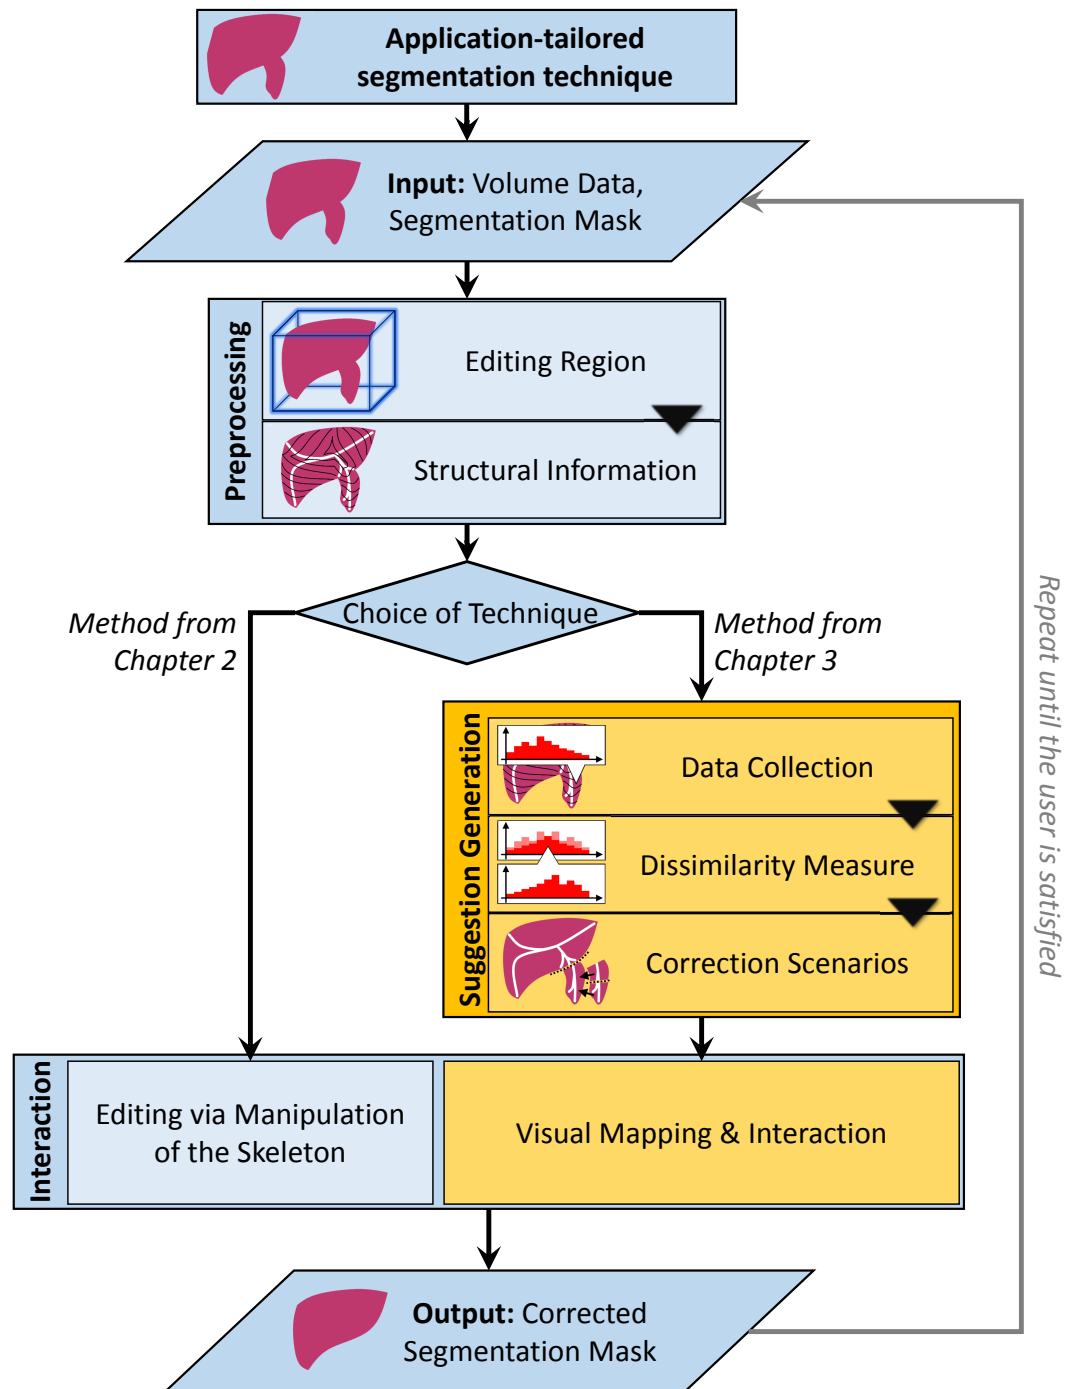 Application-tailored
segmentation technique
Input: Volume Data,
Segmentation Mask
Preprocessing
Editing Region
Structural Information
Choice of Technique
Method from
Chapter 2
Method from
Chapter 3
Suggestion Generation
Data Collection
Dissimilarity Measure
Correction Scenarios
Repeat until the user is satisfied
Interaction
Editing via Manipulation
of the Skeleton
Visual Mapping & Interaction
Output: Corrected
Segmentation Mask